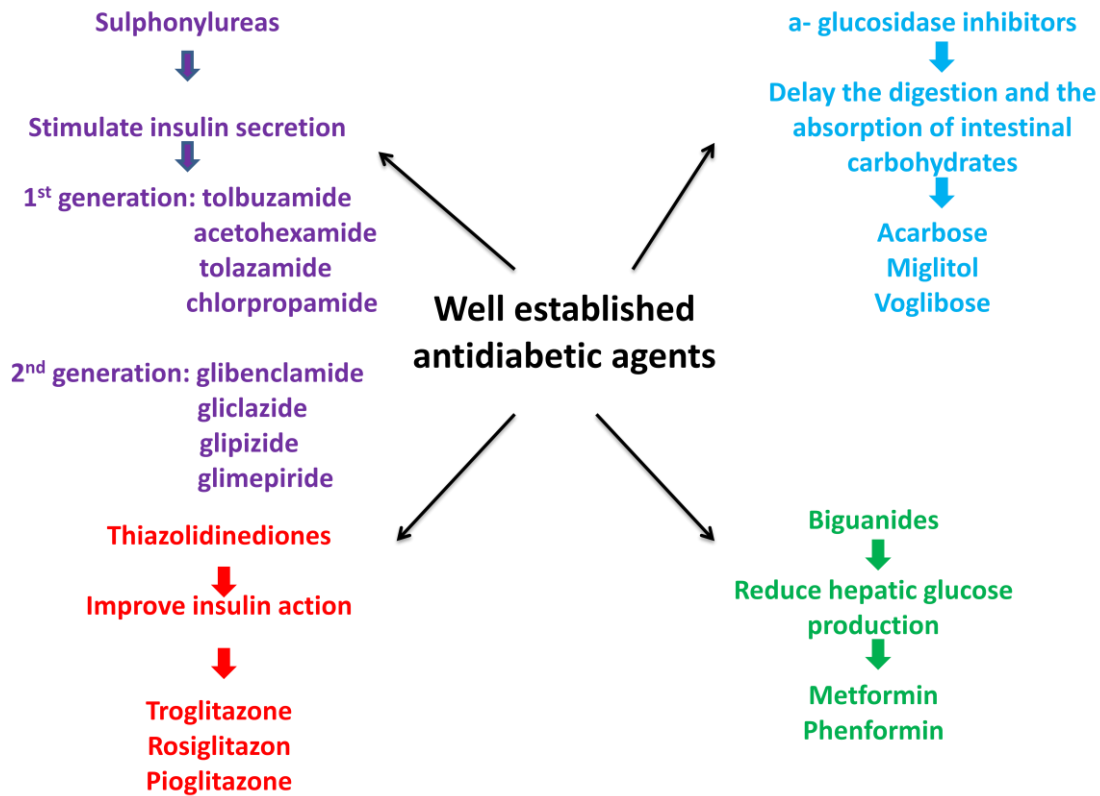 Sulphonylureas
Stimulate insulin secretion
1st generation: tolbuzamide
acetohexamide
tolazamide
chlorpropamide
2nd generation: glibenclamide
gliclazide
glipizide
glimepiride
a- glucosidase inhibitors
Delay the digestion and the
absorption of intestinal
carbohydrates
Acarbose
Miglitol
Voglibose
Well established
antidiabetic agents
Thiazolidinediones
Improve insulin action
Troglitazone
Rosiglitazon
Pioglitazone
Biguanides
Reduce hepatic glucose
production
Metformin
Phenformin